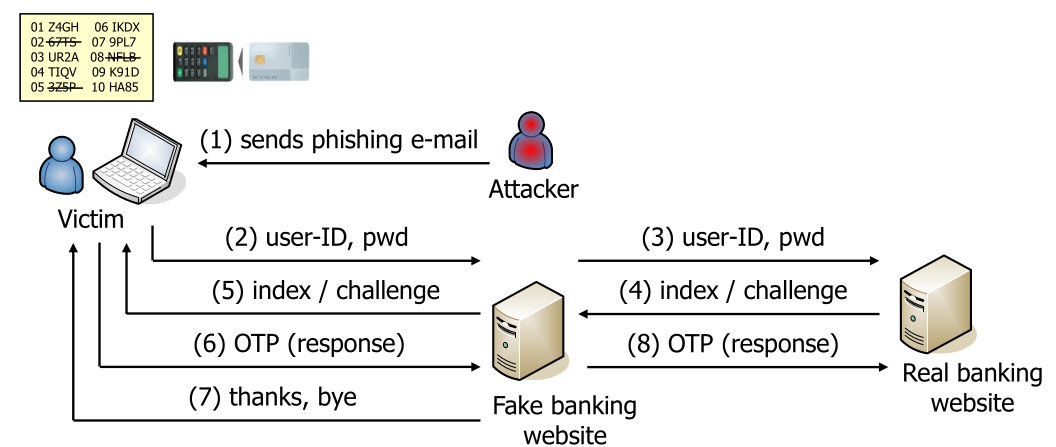 01 Z4GH 06 IKDX
02 67TS 07 9PL7
03 UR2A 08 NFLB
04 TIQV 09 K91D
05 3Z5P 10 HA85
(1) sends phishing e-mail
Attacker
Victim
(2) user-ID, pwd
(3) user-ID, pwd
(5) index / challenge
(4) index / challenge
(6) OTP (response)
(8) OTP (response)
(7) thanks, bye
Fake banking
website
Real banking
website